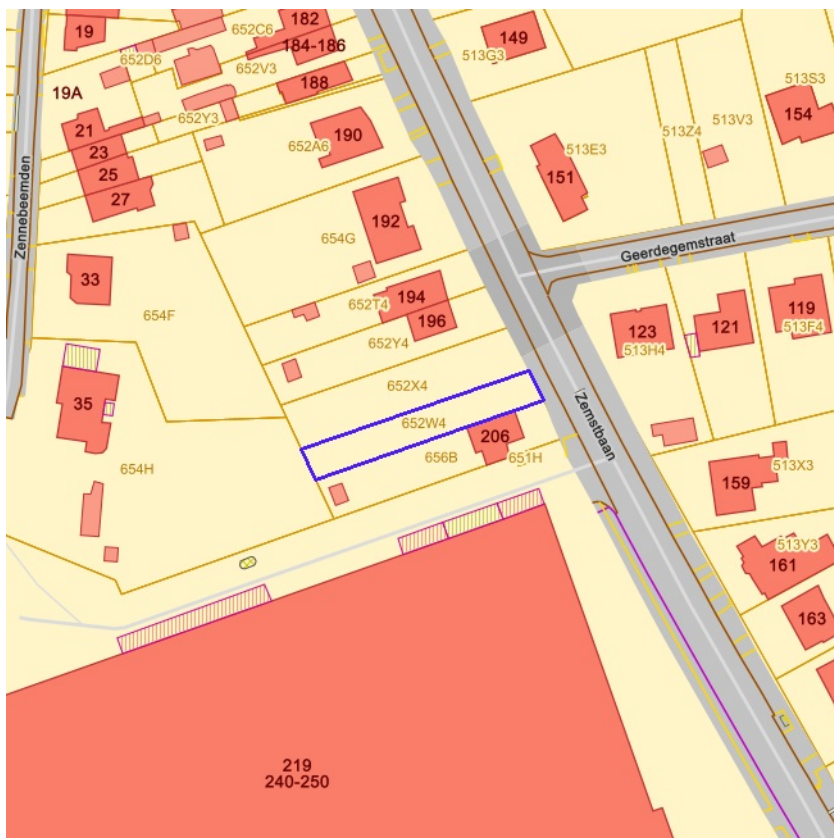 19
652C6
182
149
652D6
184-186
513G3
652V3
188
513S3
19A
652Y3
513V3
154
21
190
513Z4
23
652A6
513E3
25
151
27
192
Zennebeemden
654G
Geerdegemstraat
33
194
652T4
119
654F
196
123
121
513F4
652Y4
513H4
652X4
Zemstbaan
35
652W4
206
656B
651H
654H
513X3
159
513Y3
161
163
219
240-250